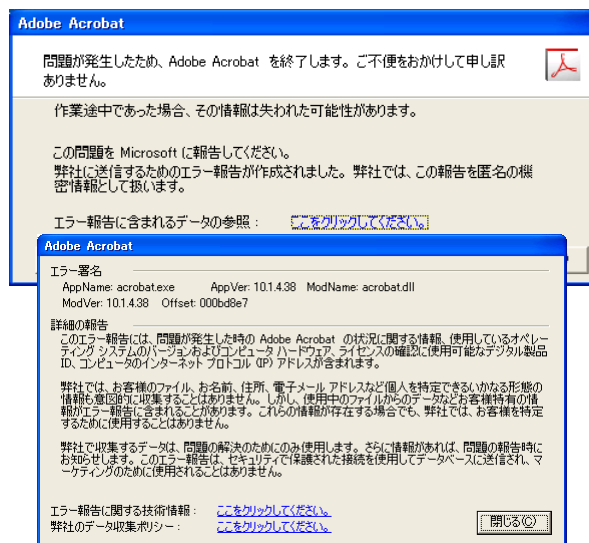 Adobe Acrobat
問題が発生したため、Adobe Acrobat を終了します。ご不便をおかけして申し訳
ありません。
作業途中であった場合、その情報は失われた可能性があります。
この問題を Microsoft に報告してください。
弊社に送信するためのエラー報告が作成されました。弊社では、この報告を匿名の機
密情報として扱います。
エラー報告に含まれるデータの参照： ここをクリックしてください。
Adobe Acrobat
エラー署名
AppName: acrobat.exe AppVer: 10.1.4.38 ModName: acrobat.dll
ModVer: 10.1.4.38 Offset: 000bd8e7
詳細の報告
このエラー報告には、問題が発生した時の Adobe Acrobat の状況に関する情報、使用しているオペレー
ティング システムのバージョンおよびコンピュータ ハードウェア、ライセンスの確認に使用可能なデジタル製品
ID、コンピュータのインターネット プロトコル (IP) アドレスが含まれます。
弊社では、お客様のファイル、お名前、住所、電子メール アドレスなど個人を特定できるいかなる形態の
情報も意図的に収集することはありません。しかし、使用中のファイルからのデータなどお客様特有の情
報がエラー報告に含まれることがあります。これらの情報が存在する場合でも、弊社では、お客様を特定
するために使用することはありません。
弊社で収集するデータは、問題の解決のためにのみ使用します。さらに情報があれば、問題の報告時に
お知らせします。このエラー報告は、セキュリティで保護された接続を使用してデータベースに送信され、マ
ーケティングのために使用されることはありません。
エラー報告に関する技術情報： ここをクリックしてください。
弊社のデータ収集ポリシー： ここをクリックしてください。
閉じる(C)